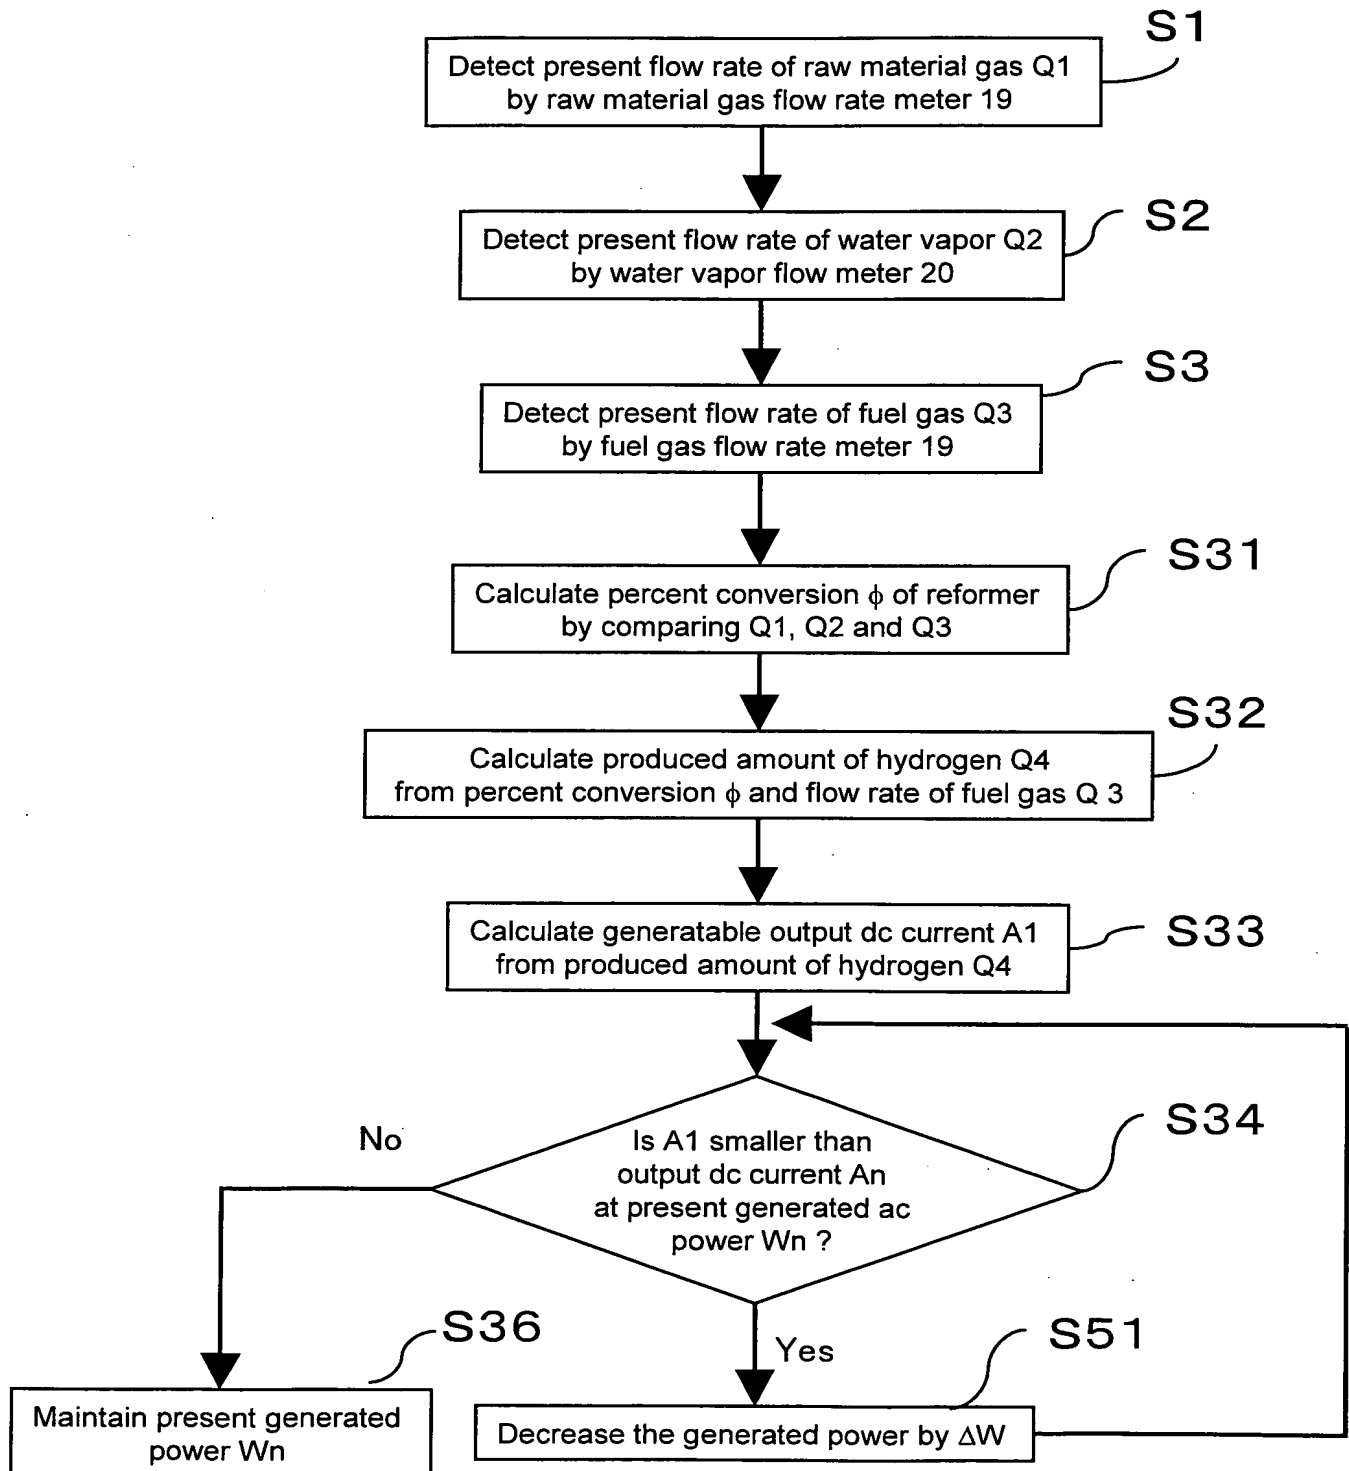 S1
Detect present flow rate of raw material gas Q1
by raw material gas flow rate meter 19
S2
Detect present flow rate of water vapor Q2
by water vapor flow meter 20
S3
Detect present flow rate of fuel gas Q3
by fuel gas flow rate meter 19
S31
Calculate percent conversion ϕ of reformer
by comparing Q1, Q2 and Q3
S32
Calculate produced amount of hydrogen Q4
from percent conversion ϕ and flow rate of fuel gas Q 3
S33
Calculate generatable output dc current A1
from produced amount of hydrogen Q4
S34
No
Is A1 smaller than
output dc current An
at present generated ac
power Wn ?
S36
Yes
S51
Maintain present generated
power Wn
Decrease the generated power by ΔW